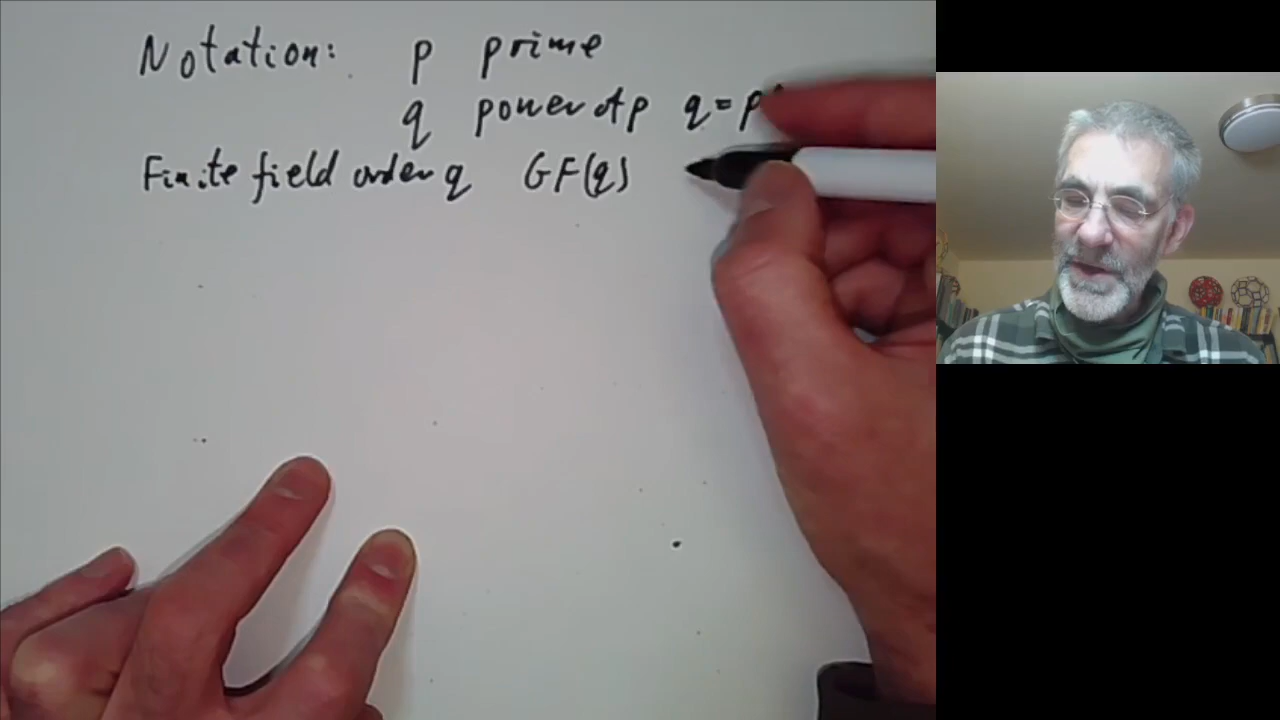 Notation: p prime
q power of p q = p
Finite field order q GF(q)